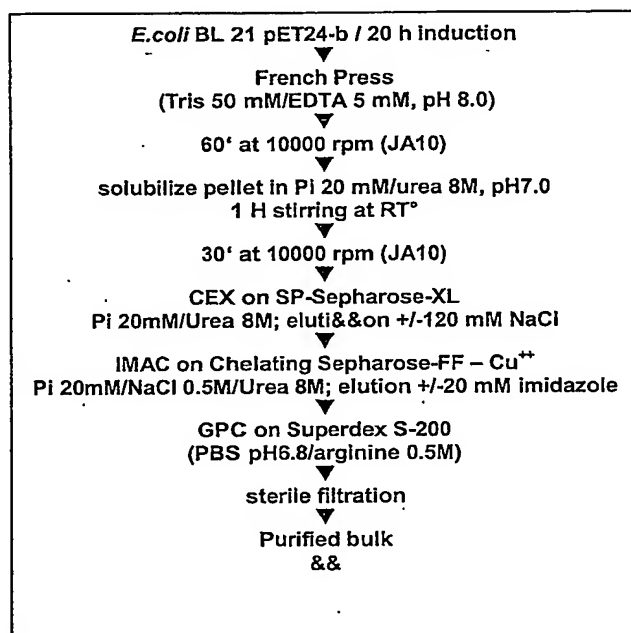 E.coli BL 21 pET24-b / 20 h induction
French Press
(Tris 50 mM/EDTA 5 mM, pH 8.0)
60‘ at 10000 rpm (JA10)
solubilize pellet in Pi 20 mM/urea 8M, pH7.0
1 H stirring at RT°
30‘ at 10000 rpm (JA10)
CEX on SP-Sepharose-XL
Pi 20mM/Urea 8M; eluti&&on +/-120 mM NaCl
IMAC on Chelating Sepharose-FF – Cu⁺⁺
Pi 20mM/NaCl 0.5M/Urea 8M; elution +/-20 mM imidazole
GPC on Superdex S-200
(PBS pH6.8/arginine 0.5M)
sterile filtration
Purified bulk
&&